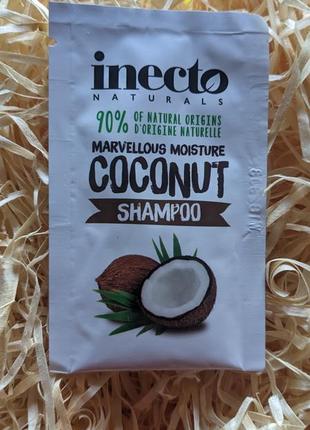 inecto
NATURALS
90% OF NATURAL ORIGINS
D'ORIGINE NATURELLE
MARVELLOUS MOISTURE
COCONUT
SHAMPOO